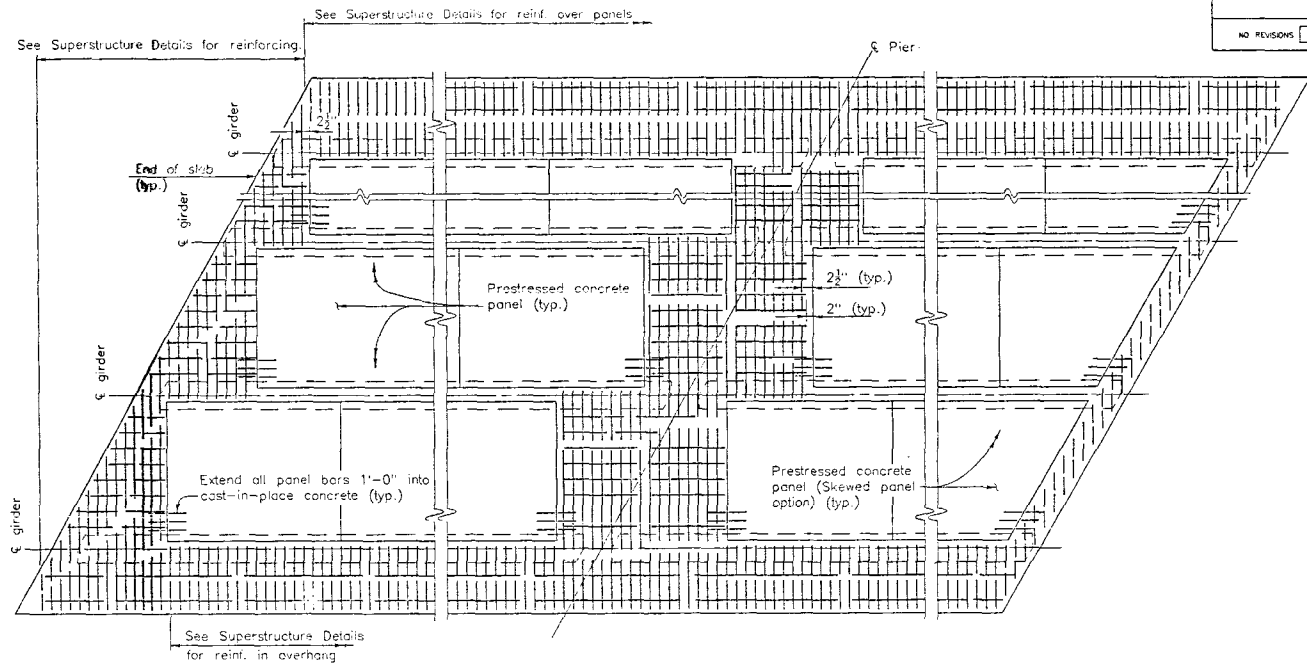 See Superstructure Details for reinf. over panels
NO REVISIONS
See Superstructure Details for reinforcing.
℄ Pier
℄ girder
2½"
End of slab
(typ.)
℄ girder
Prestressed concrete
panel (typ.)
2½" (typ.)
2" (typ.)
℄ girder
Extend all panel bars 1'-0" into
cast-in-place concrete (typ.)
Prestressed concrete
panel (Skewed panel
option) (typ.)
℄ girder
See Superstructure Details
for reinf. in overhang